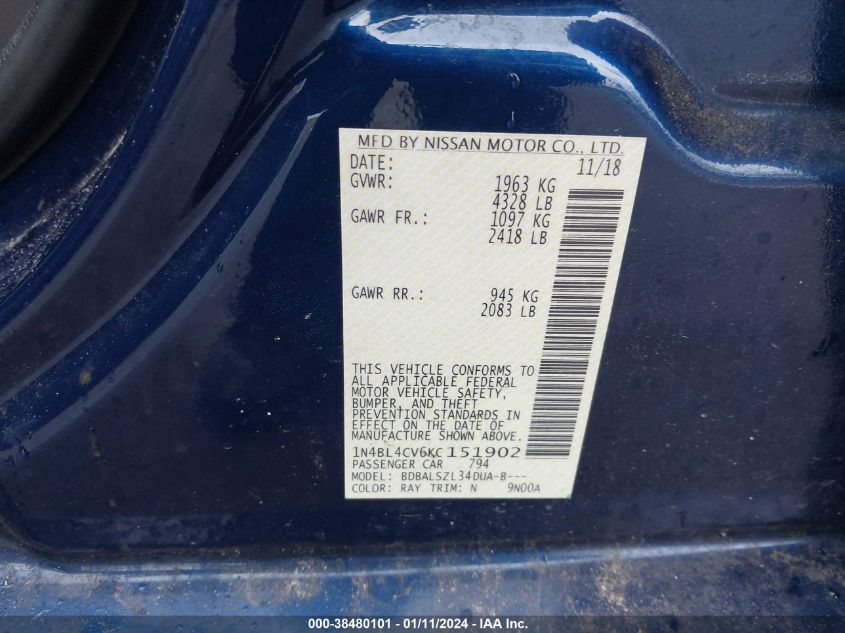 MFD BY NISSAN MOTOR CO., LTD.
DATE: 11/18
GVWR: 1963 KG
4328 LB
GAWR FR.: 1097 KG
2418 LB
GAWR RR.: 945 KG
2083 LB
THIS VEHICLE CONFORMS TO
ALL APPLICABLE FEDERAL
MOTOR VEHICLE SAFETY,
BUMPER, AND THEFT
PREVENTION STANDARDS IN
EFFECT ON THE DATE OF
MANUFACTURE SHOWN ABOVE.
1N4BL4CV6KC151902
PASSENGER CAR 794
MODEL: BDBALSZL34DUA-B---
COLOR: RAY TRIM: N 9N00A
000-38480101 - 01/11/2024 - IAA Inc.